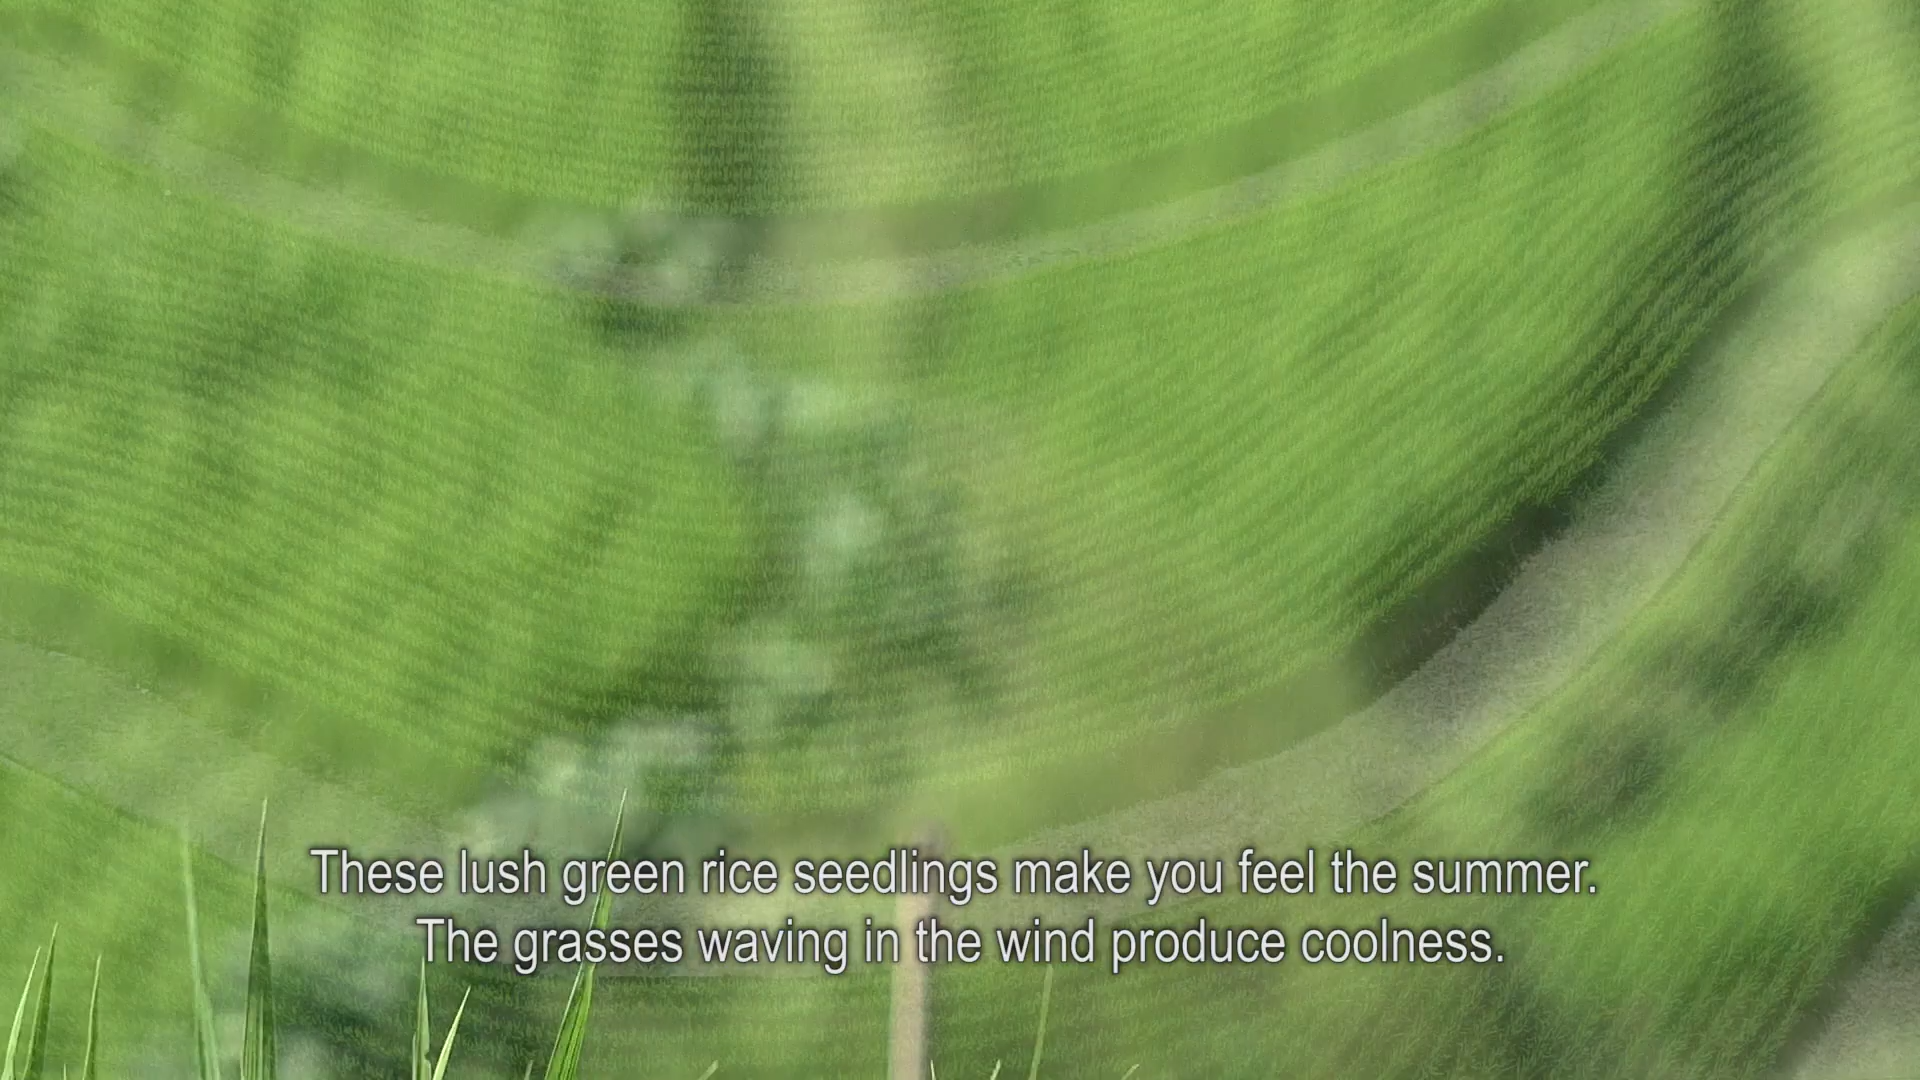 These lush green rice seedlings make you feel the summer.
The grasses waving in the wind produce coolness.